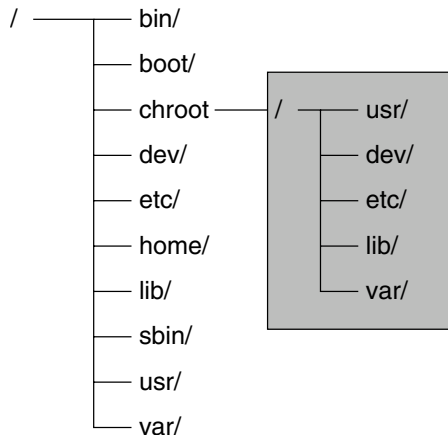 / bin/
boot/
chroot / usr/
dev/ dev/
etc/ etc/
home/ lib/
lib/ var/
sbin/
usr/
var/